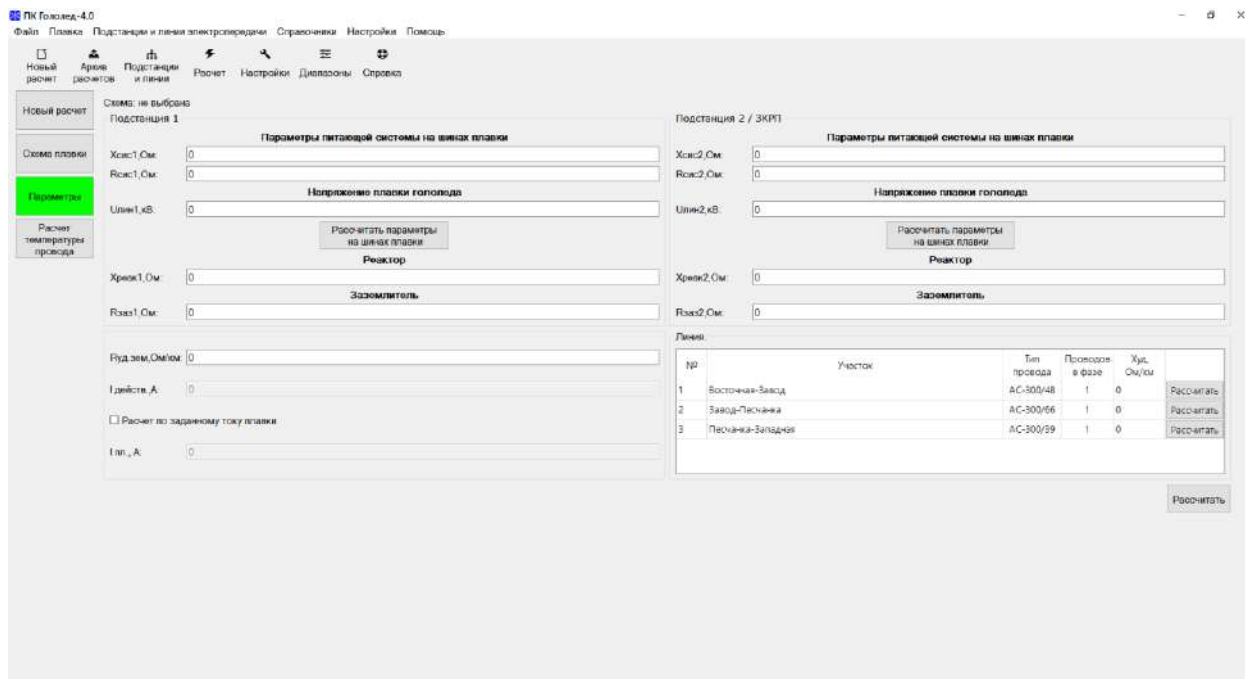 ПК Гололед-4.0
Файл Плавка Подстанции и линии электропередачи Справочники Настройки Помощь
Новый расчет Архив расчетов Подстанции и линии Расчет Настройки Диапазоны Справка
Новый расчет
Схема плавки
Параметры
Расчет температуры провода
Схема: не выбрана
Подстанция 1
Параметры питающей системы на шинах плавки
Xсис1,Ом: 0
Rсис1,Ом: 0
Напряжение плавки гололеда
Uлин1,кВ: 0
Рассчитать параметры
на шинах плавки
Реактор
Xреак1,Ом: 0
Заземлитель
Rзаз1,Ом: 0
Подстанция 2 / ЗКРП
Параметры питающей системы на шинах плавки
Xсис2,Ом: 0
Rсис2,Ом: 0
Напряжение плавки гололеда
Uлин2,кВ: 0
Рассчитать параметры
на шинах плавки
Реактор
Xреак2,Ом: 0
Заземлитель
Rзаз2,Ом: 0
Rуд.зем,Ом/км: 0
I действ.,А: 0
Расчет по заданному току плавки
I пл., А: 0
Линия:
№ Участок Тип провода Проводов в фазе Xуд, Ом/км
1 Восточная-Завод АС-300/48 1 0 Рассчитать
2 Завод-Песчанка АС-300/66 1 0 Рассчитать
3 Песчанка-Западная АС-300/39 1 0 Рассчитать
Рассчитать